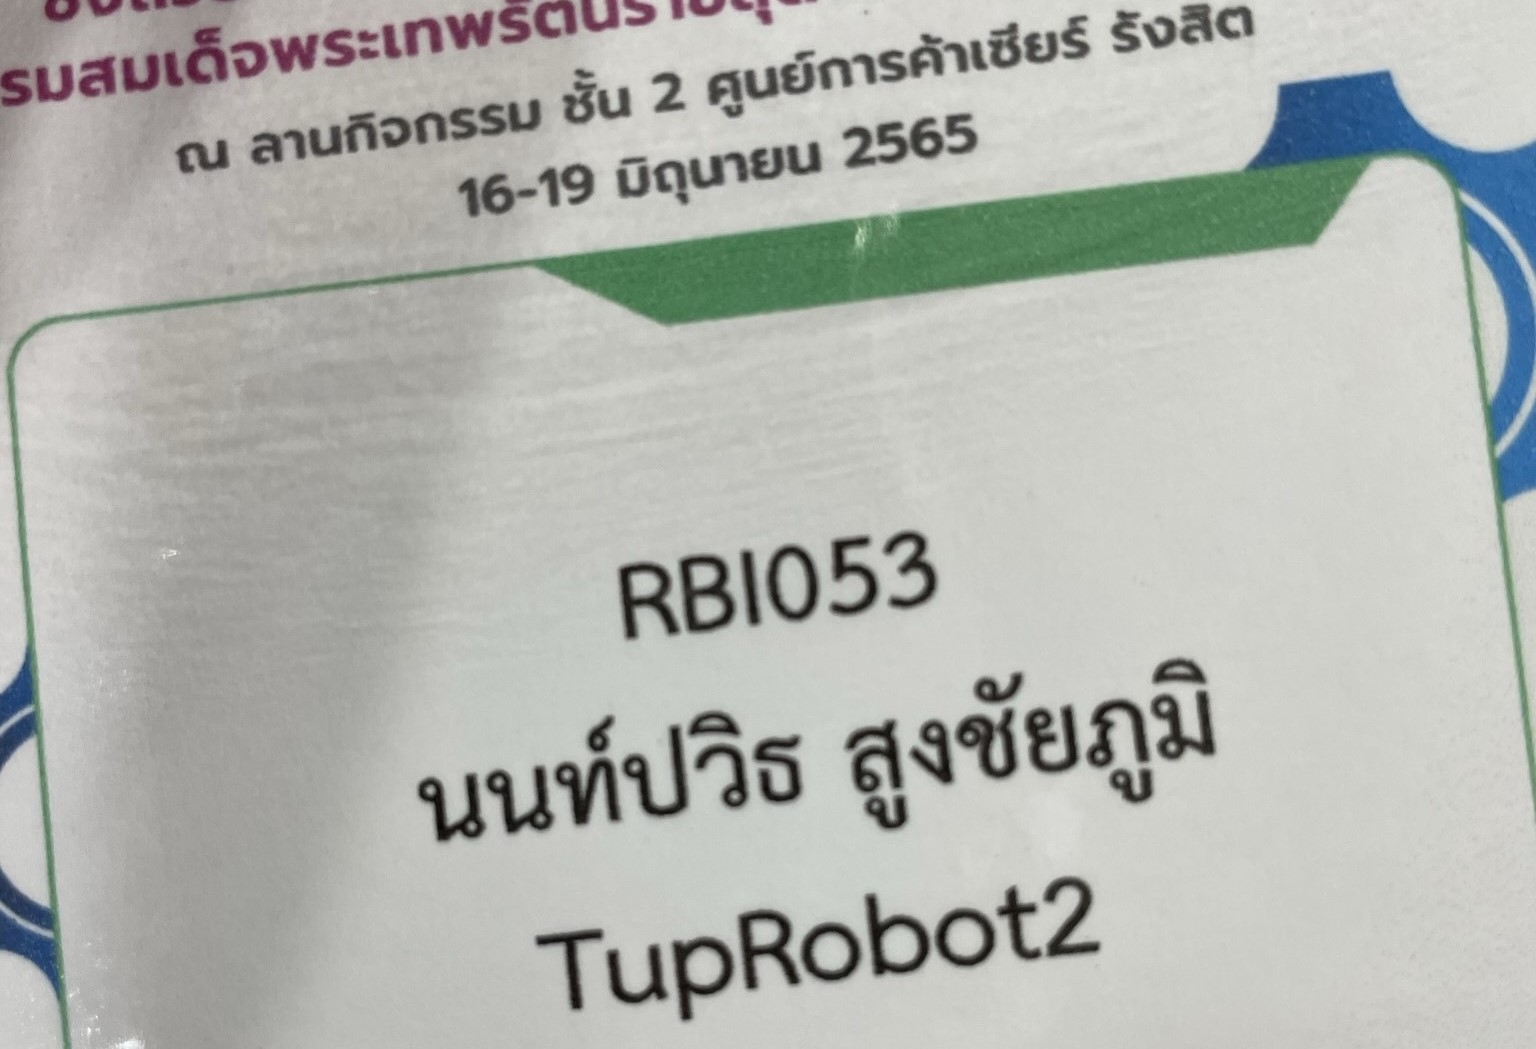 รมสมเด็จพระเทพรัตนราชสุด
ณ ลานกิจกรรม ชั้น 2 ศูนย์การค้าเซียร์ รังสิต
16-19 มิถุนายน 2565
RBI053
นนท์ปวิธ สูงชัยภูมิ
TupRobot2